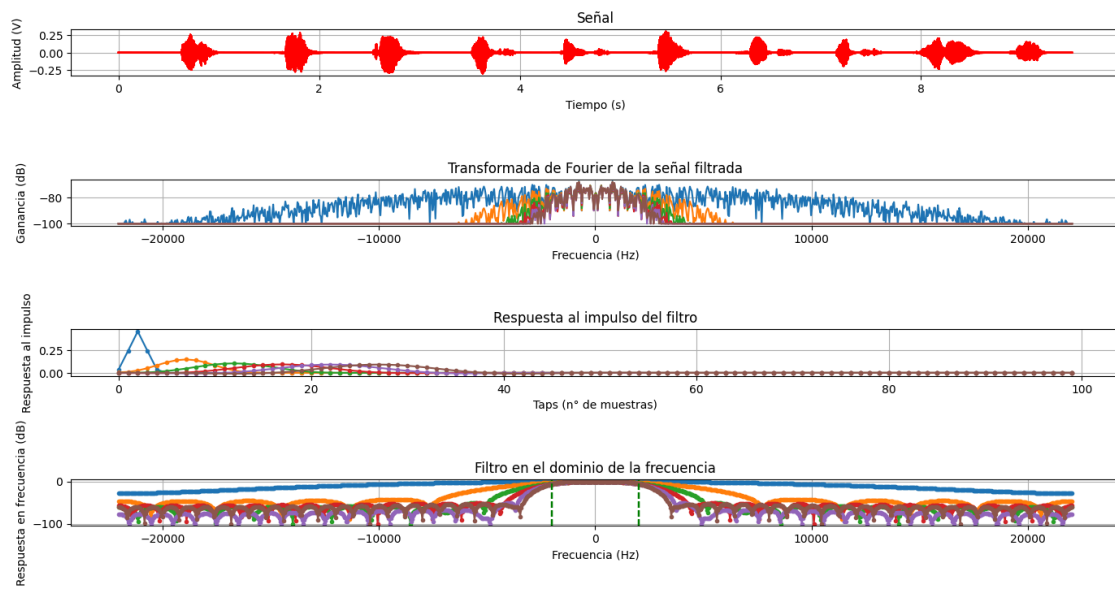 Señal
Amplitud (V)
0.25
0.00
−0.25
0 2 4 6 8
Tiempo (s)
Transformada de Fourier de la señal filtrada
Ganancia (dB)
−80
−100
−20000 −10000 0 10000 20000
Frecuencia (Hz)
Respuesta al impulso del filtro
Respuesta al impulso
0.25
0.00
0 20 40 60 80 100
Taps (n° de muestras)
Filtro en el dominio de la frecuencia
Respuesta en frecuencia (dB)
0
−100
−20000 −10000 0 10000 20000
Frecuencia (Hz)